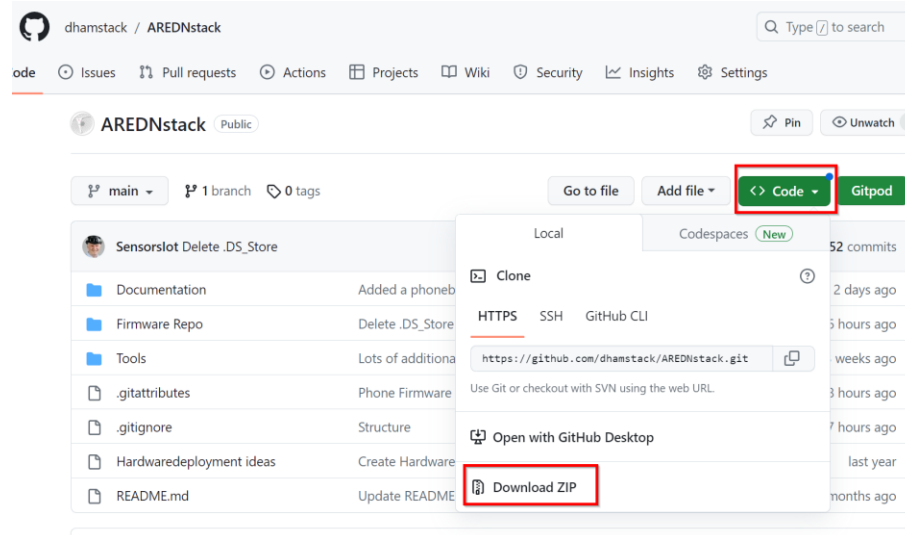 dhamstack / AREDNstack
Type / to search
ode Issues Pull requests Actions Projects Wiki Security Insights Settings
AREDNstack Public
Pin Unwatch
main 1 branch 0 tags
Go to file Add file <> Code Gitpod
Sensorslot Delete .DS_Store
52 commits
Local Codespaces New
Clone
HTTPS SSH GitHub CLI
https://github.com/dhamstack/AREDNstack.git
Use Git or checkout with SVN using the web URL.
Open with GitHub Desktop
Download ZIP
Documentation Added a phoneb 2 days ago
Firmware Repo Delete .DS_Store hours ago
Tools Lots of additiona weeks ago
.gitattributes Phone Firmware hours ago
.gitignore Structure hours ago
Hardwaredeployment ideas Create Hardware last year
README.md Update README months ago